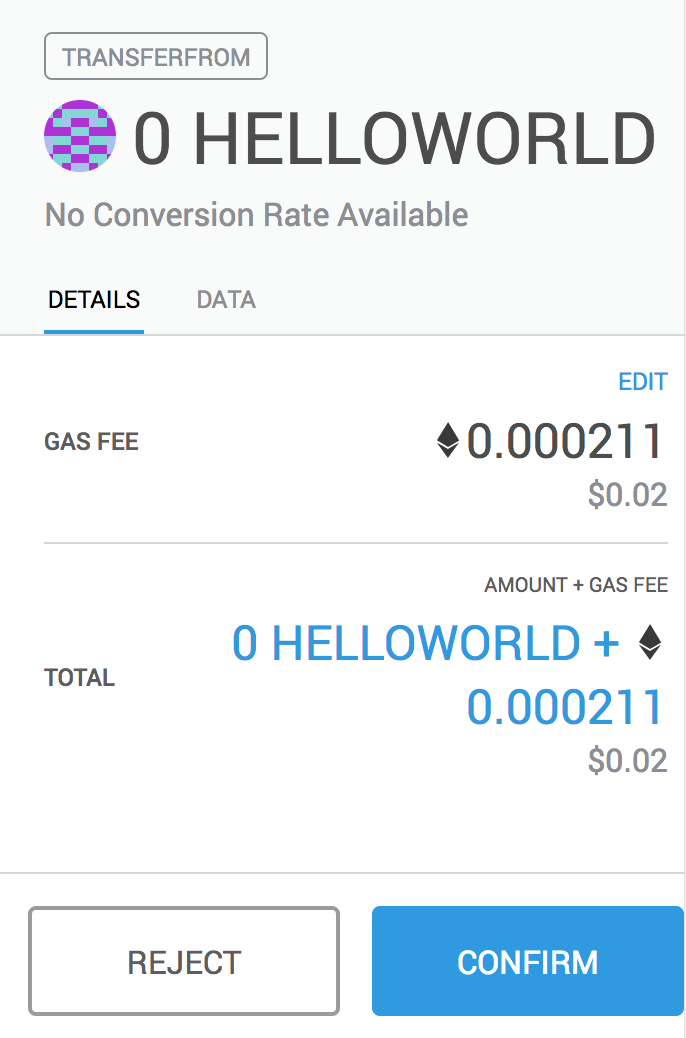 TRANSFERFROM
0 HELLOWORLD
No Conversion Rate Available
DETAILS DATA
EDIT
GAS FEE 0.000211
$0.02
AMOUNT + GAS FEE
0 HELLOWORLD +
TOTAL
0.000211
$0.02
REJECT CONFIRM